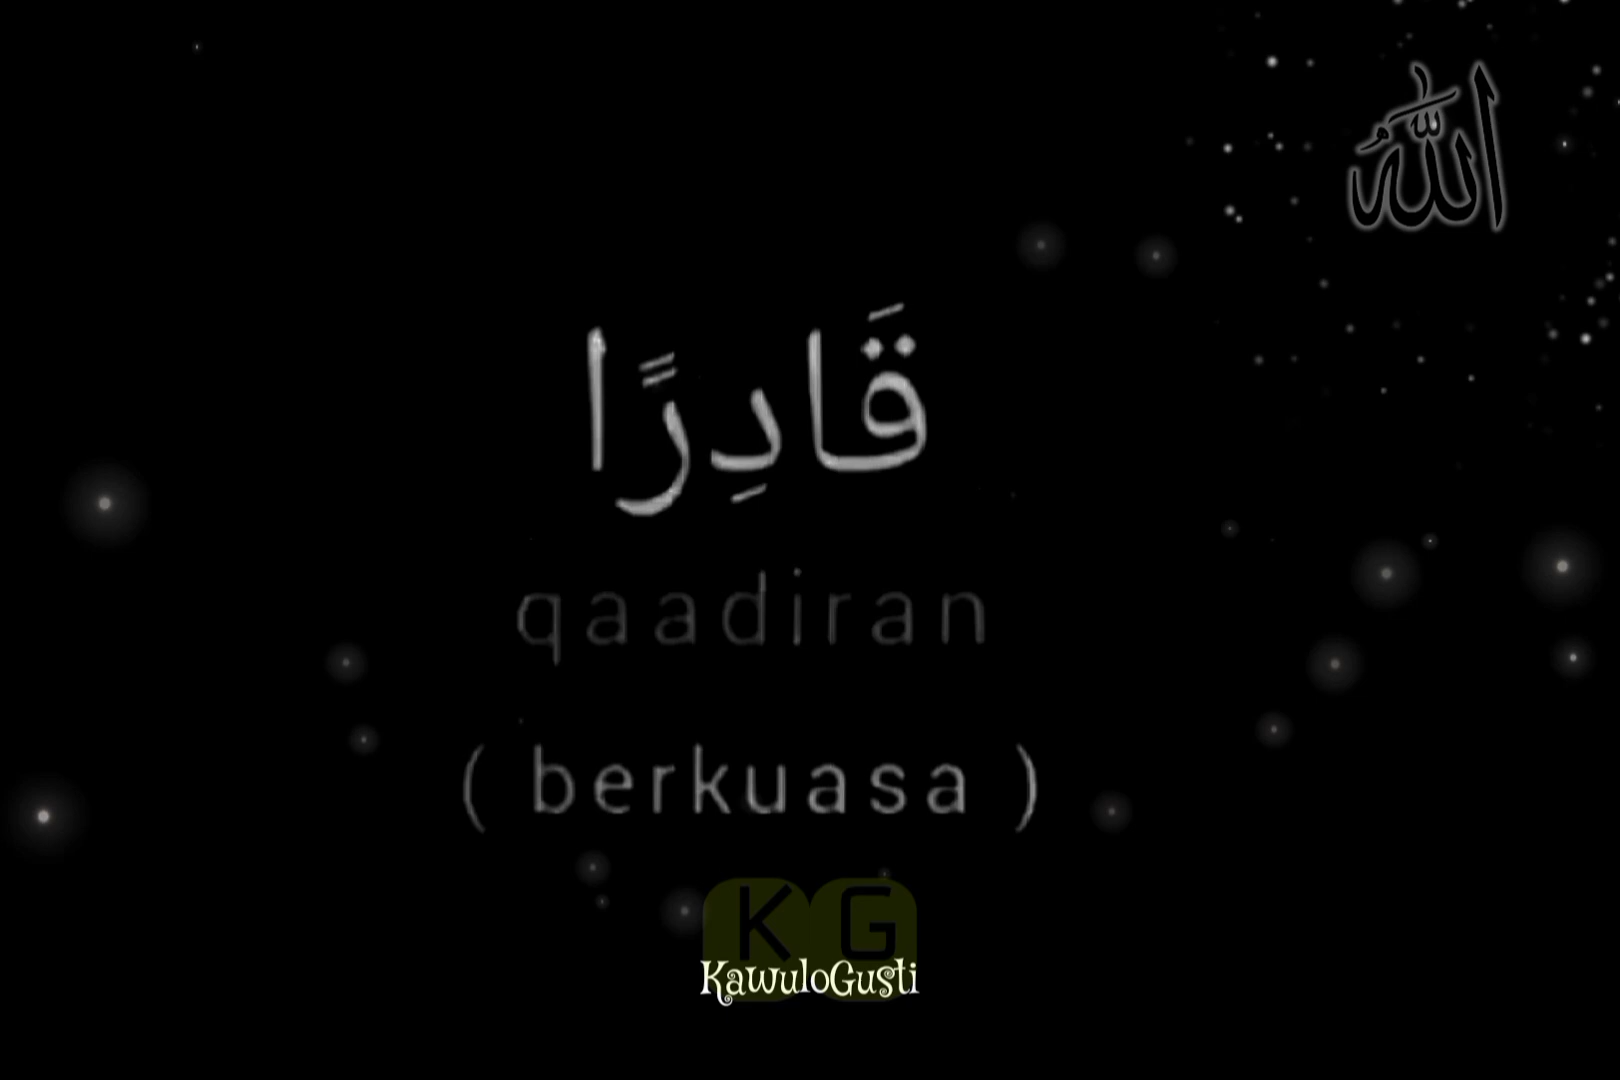 الله
قَادِرًا
qaadiran
( berkuasa )
KG
KawuloGusti